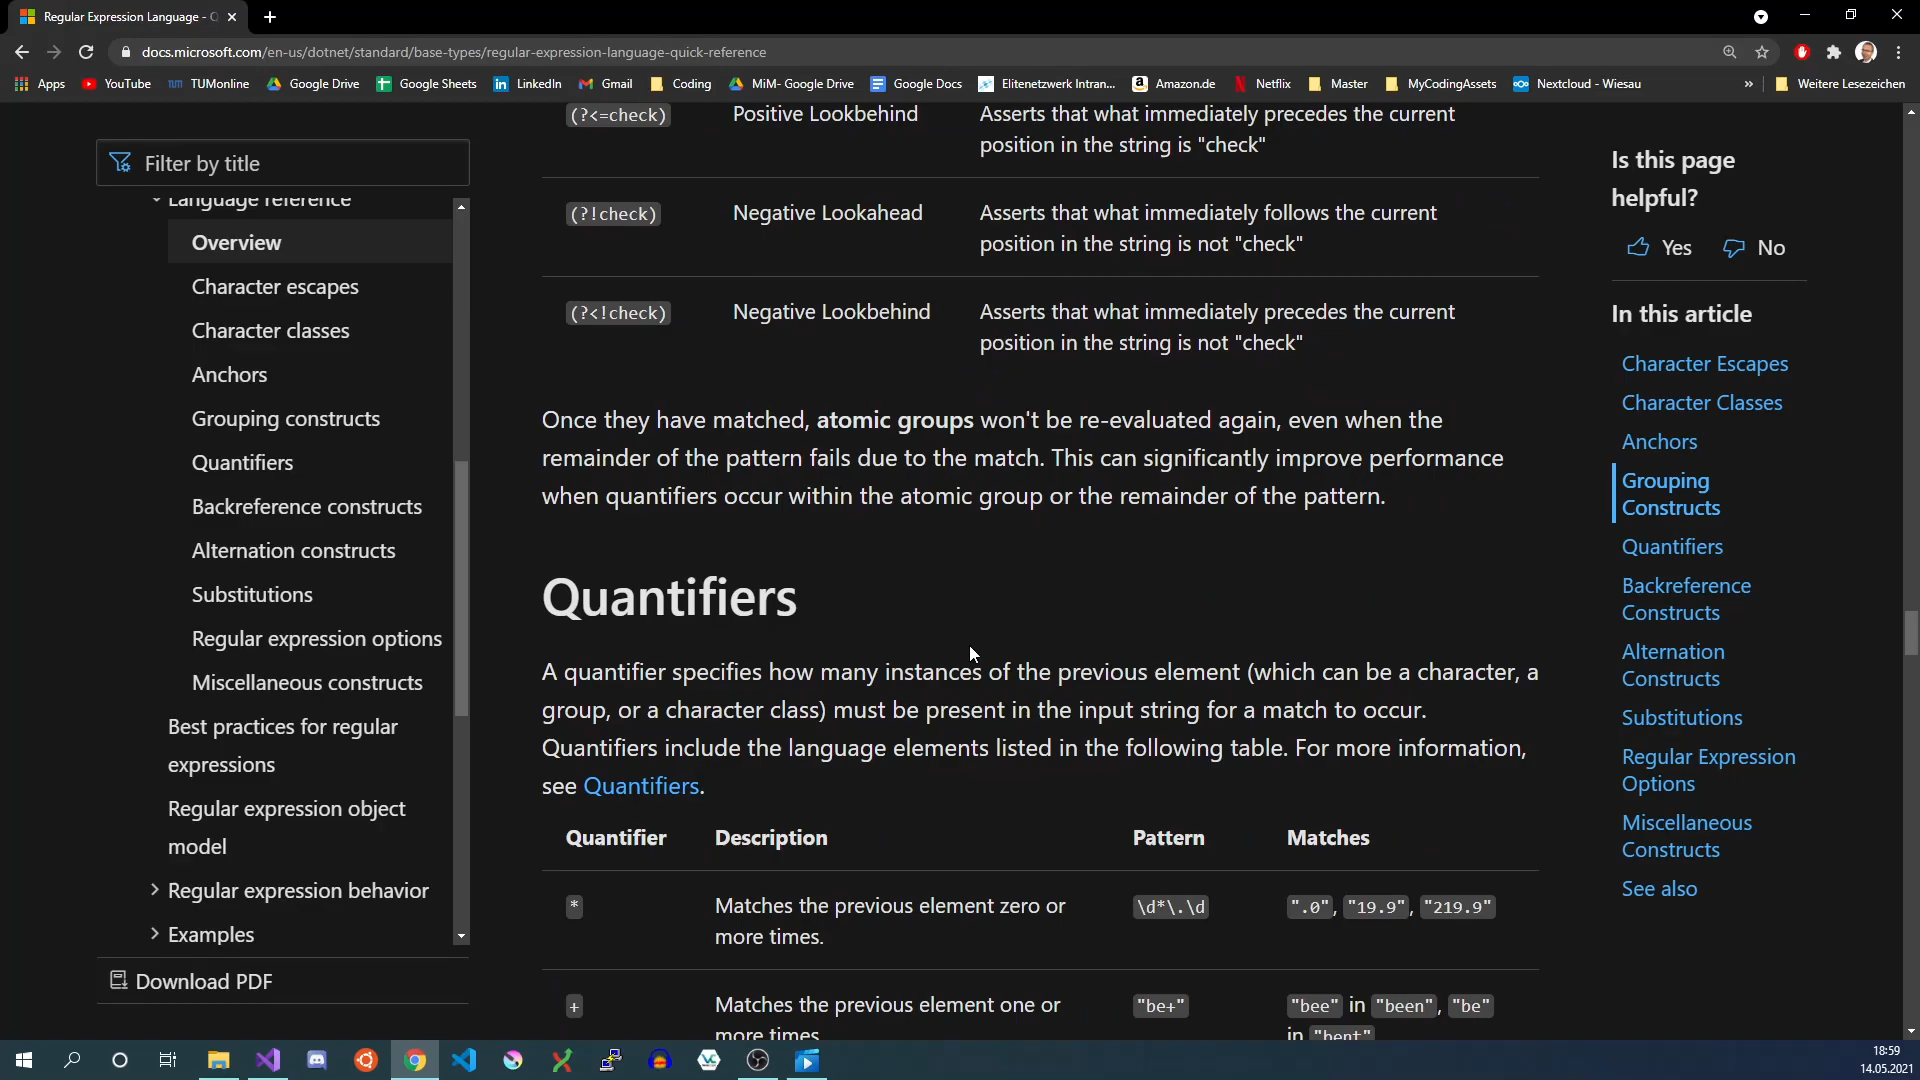 Regular Expression Language -
docs.microsoft.com/en-us/dotnet/standard/base-types/regular-expression-language-quick-reference
Apps YouTube TUMonline Google Drive Google Sheets LinkedIn Gmail Coding MiM- Google Drive Google Docs Elitenetzwerk Intran... Amazon.de Netflix Master MyCodingAssets Nextcloud - Wiesau » Weitere Lesezeichen
Filter by title
Language reference
Overview
Character escapes
Character classes
Anchors
Grouping constructs
Quantifiers
Backreference constructs
Alternation constructs
Substitutions
Regular expression options
Miscellaneous constructs
Best practices for regular
expressions
Regular expression object
model
Regular expression behavior
Examples
Download PDF
(?<=check) Positive Lookbehind Asserts that what immediately precedes the current
position in the string is "check"
(?!check) Negative Lookahead Asserts that what immediately follows the current
position in the string is not "check"
(?<!check) Negative Lookbehind Asserts that what immediately precedes the current
position in the string is not "check"
Once they have matched, atomic groups won't be re-evaluated again, even when the
remainder of the pattern fails due to the match. This can significantly improve performance
when quantifiers occur within the atomic group or the remainder of the pattern.
Quantifiers
A quantifier specifies how many instances of the previous element (which can be a character, a
group, or a character class) must be present in the input string for a match to occur.
Quantifiers include the language elements listed in the following table. For more information,
see Quantifiers.
Quantifier Description Pattern Matches
* Matches the previous element zero or \d*\.\d ".0", "19.9", "219.9"
more times.
+ Matches the previous element one or "be+" "bee" in "been", "be"
more times. in "bent"
Is this page
helpful?
Yes No
In this article
Character Escapes
Character Classes
Anchors
Grouping
Constructs
Quantifiers
Backreference
Constructs
Alternation
Constructs
Substitutions
Regular Expression
Options
Miscellaneous
Constructs
See also
18:59
14.05.2021